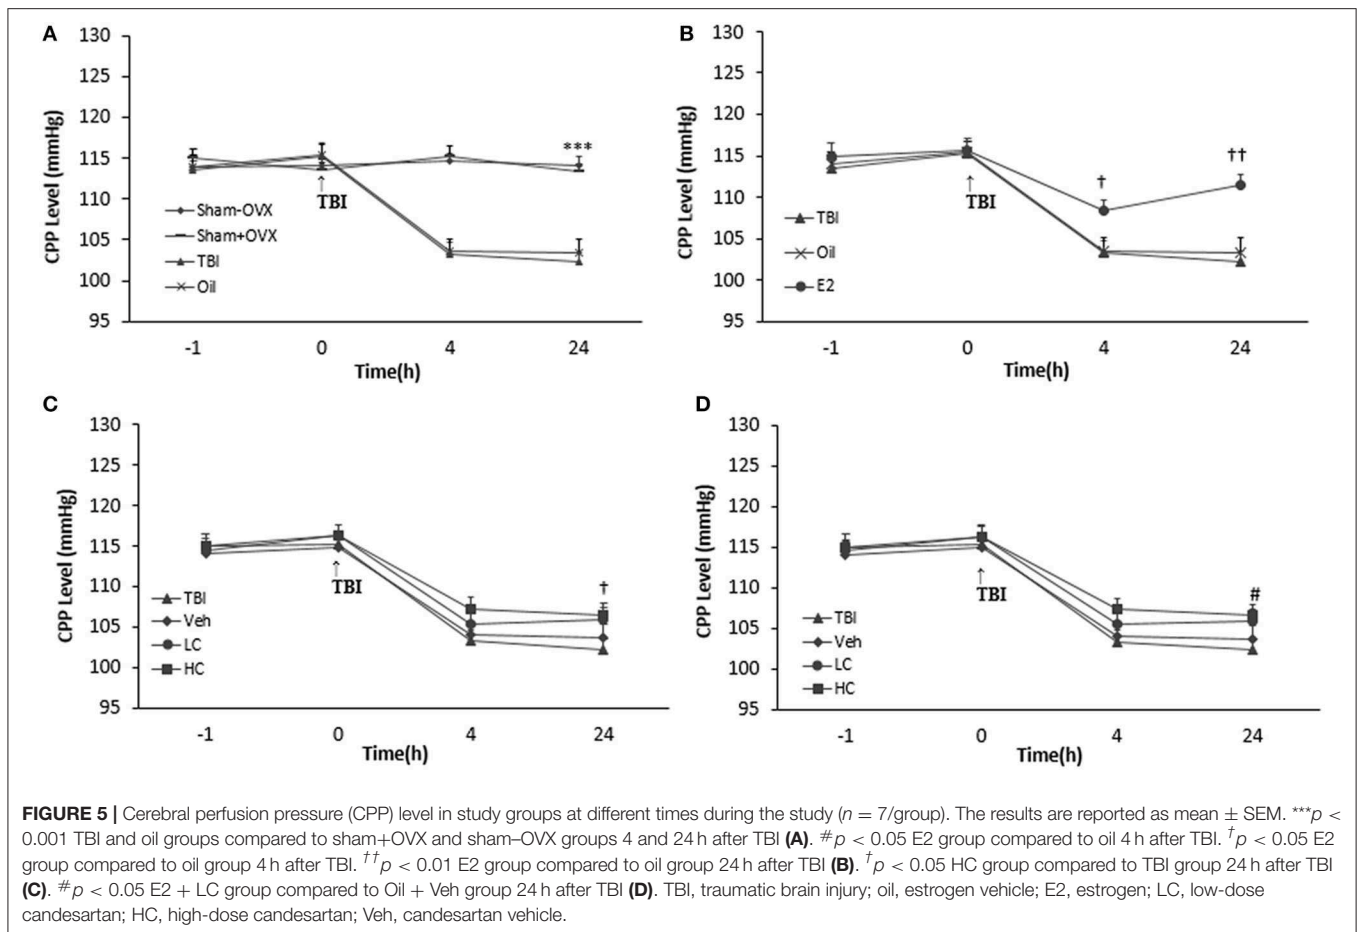 A
130
125
120
115
110
105
100
95
CPP Level (mmHg)
***
↑
TBI
Sham-OVX
Sham+OVX
TBI
Oil
-1 0 4 24
Time(h)
B
130
125
120
115
110
105
100
95
CPP Level (mmHg)
†
††
↑
TBI
TBI
Oil
E2
-1 0 4 24
Time(h)
C
130
125
120
115
110
105
100
95
CPP Level (mmHg)
†
↑
TBI
TBI
Veh
LC
HC
-1 0 4 24
Time(h)
D
130
125
120
115
110
105
100
95
CPP Level (mmHg)
#
↑
TBI
TBI
Veh
LC
HC
-1 0 4 24
Time(h)
FIGURE 5 | Cerebral perfusion pressure (CPP) level in study groups at different times during the study (n = 7/group). The results are reported as mean ± SEM. ***p <
0.001 TBI and oil groups compared to sham+OVX and sham–OVX groups 4 and 24 h after TBI (A). #p < 0.05 E2 group compared to oil 4 h after TBI. †p < 0.05 E2
group compared to oil group 4 h after TBI. ††p < 0.01 E2 group compared to oil group 24 h after TBI (B). †p < 0.05 HC group compared to TBI group 24 h after TBI
(C). #p < 0.05 E2 + LC group compared to Oil + Veh group 24 h after TBI (D). TBI, traumatic brain injury; oil, estrogen vehicle; E2, estrogen; LC, low-dose
candesartan; HC, high-dose candesartan; Veh, candesartan vehicle.